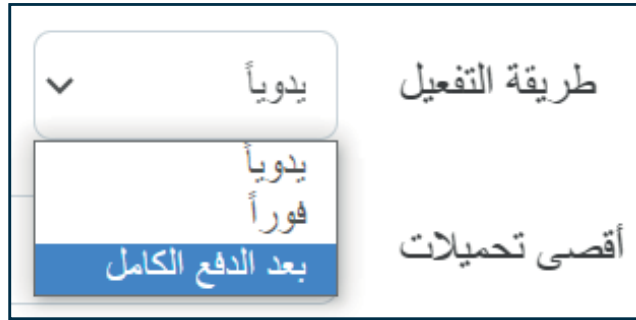 طريقة التفعيل
يدوياً
يدوياً
فوراً
بعد الدفع الكامل
أقصى تحميلات